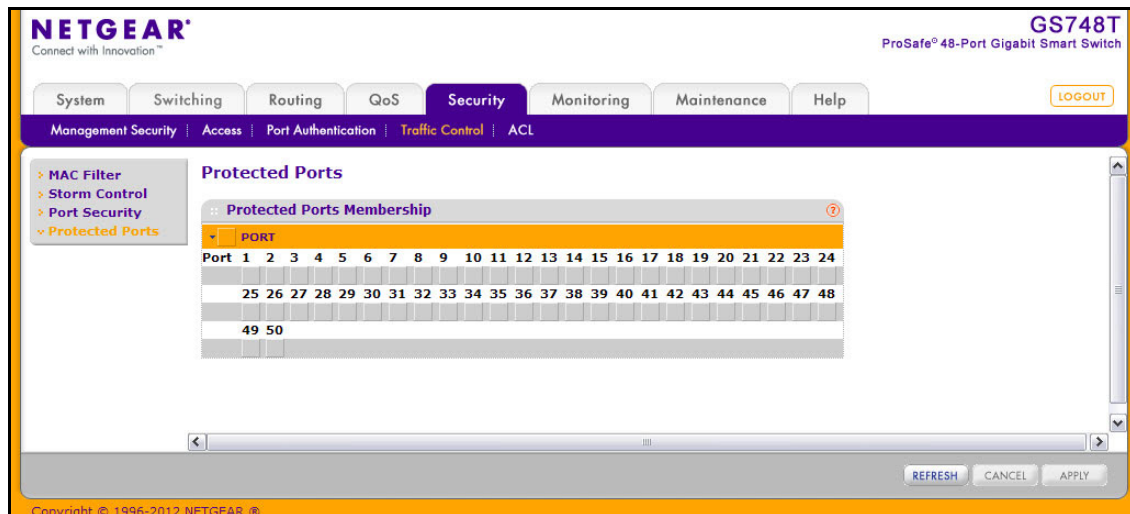 NETGEAR®
Connect with Innovation™
GS748T
ProSafe® 48-Port Gigabit Smart Switch
System Switching Routing QoS Security Monitoring Maintenance Help LOGOUT
Management Security | Access | Port Authentication | Traffic Control | ACL
MAC Filter
Storm Control
Port Security
Protected Ports
Protected Ports
Protected Ports Membership ?
PORT
Port 1 2 3 4 5 6 7 8 9 10 11 12 13 14 15 16 17 18 19 20 21 22 23 24
25 26 27 28 29 30 31 32 33 34 35 36 37 38 39 40 41 42 43 44 45 46 47 48
49 50
REFRESH CANCEL APPLY
Copyright © 1996-2012 NETGEAR ®